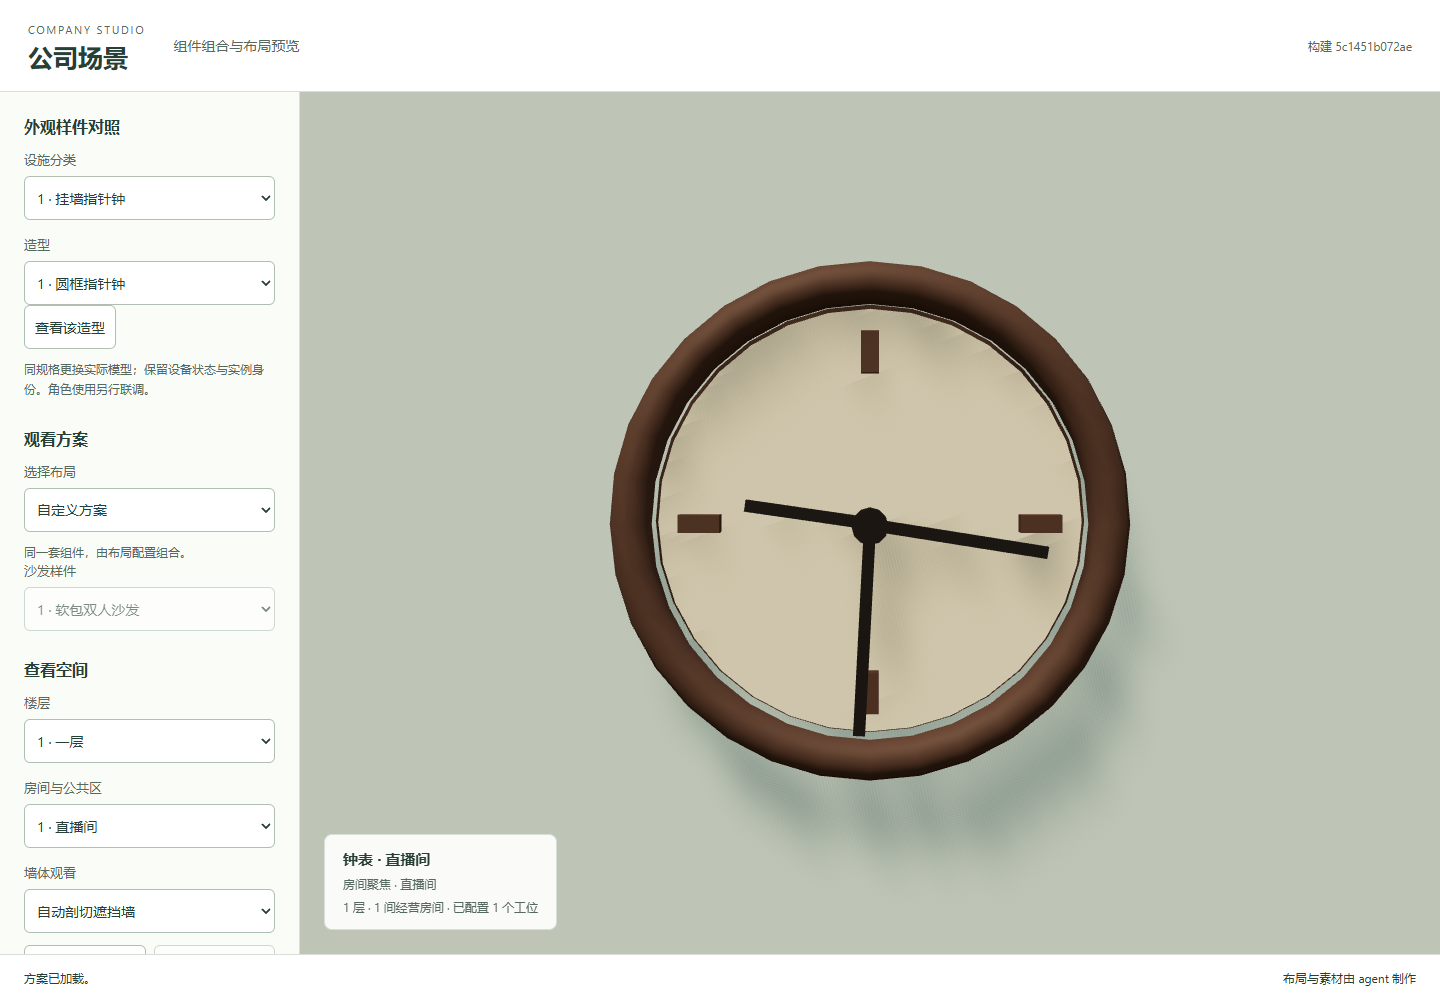 COMPANY STUDIO
公司场景
组件组合与布局预览
构建 5c1451b072ae
外观样件对照
设施分类
1 · 挂墙指针钟
造型
1 · 圆框指针钟
查看该造型
同规格更换实际模型；保留设备状态与实例身
份。角色使用另行联调。
观看方案
选择布局
自定义方案
同一套组件，由布局配置组合。
沙发样件
1 · 软包双人沙发
查看空间
楼层
1 · 一层
房间与公共区
1 · 直播间
墙体观看
自动剖切遮挡墙
钟表 · 直播间
房间聚焦 · 直播间
1 层 · 1 间经营房间 · 已配置 1 个工位
方案已加载。
布局与素材由 agent 制作